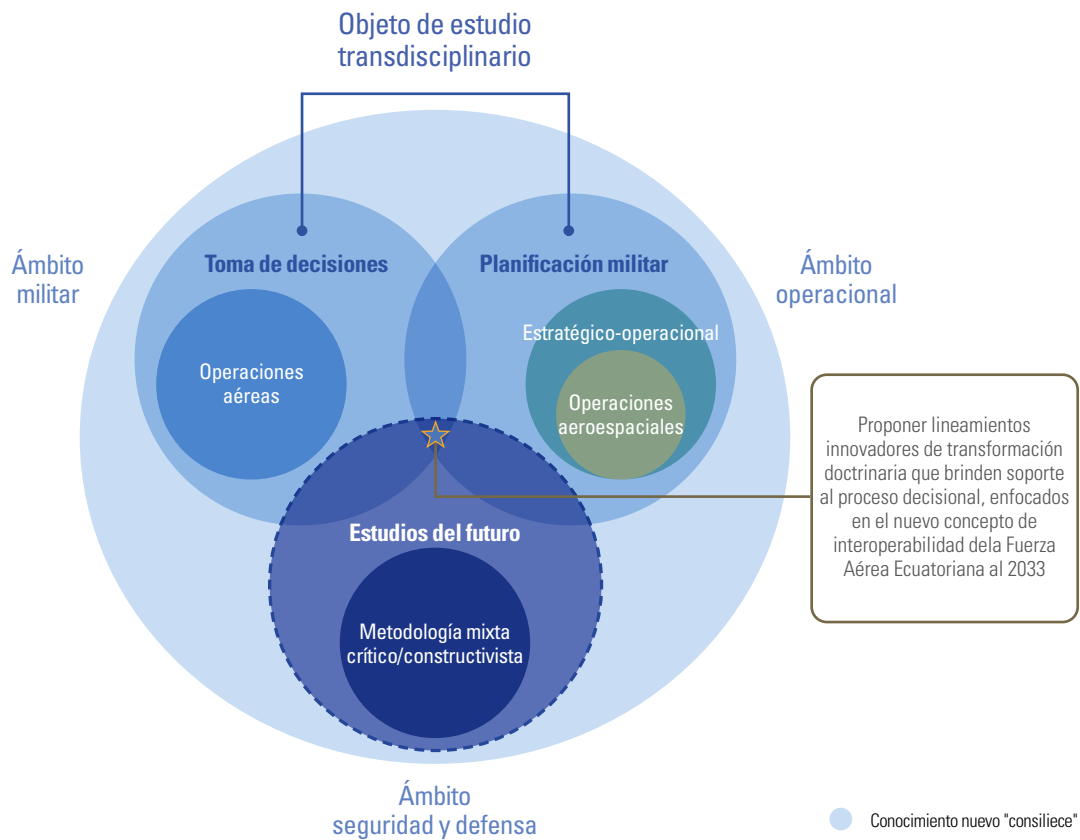 Objeto de estudio
transdisciplinario
Ámbito
militar
Toma de decisiones
Planificación militar
Ámbito
operacional
Operaciones
aéreas
Estratégico-operacional
Operaciones
aeroespaciales
Proponer lineamientos
innovadores de transformación
doctrinaria que brinden soporte
al proceso decisional, enfocados
en el nuevo concepto de
interoperabilidad dela Fuerza
Aérea Ecuatoriana al 2033
Estudios del futuro
Metodología mixta
crítico/constructivista
Ámbito
seguridad y defensa
Conocimiento nuevo "consiliece"